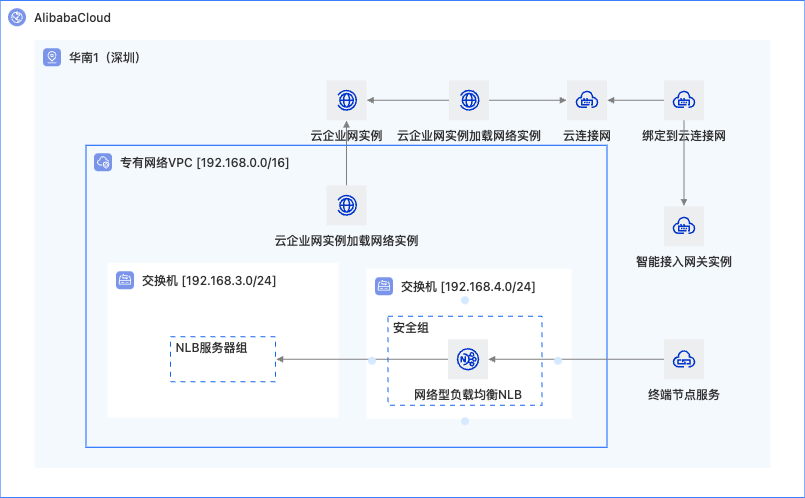 AlibabaCloud
华南1（深圳）
云企业网实例
云企业网实例加载网络实例
云连接网
绑定到云连接网
专有网络VPC [192.168.0.0/16]
云企业网实例加载网络实例
智能接入网关实例
交换机 [192.168.3.0/24]
交换机 [192.168.4.0/24]
安全组
NLB服务器组
网络型负载均衡NLB
终端节点服务